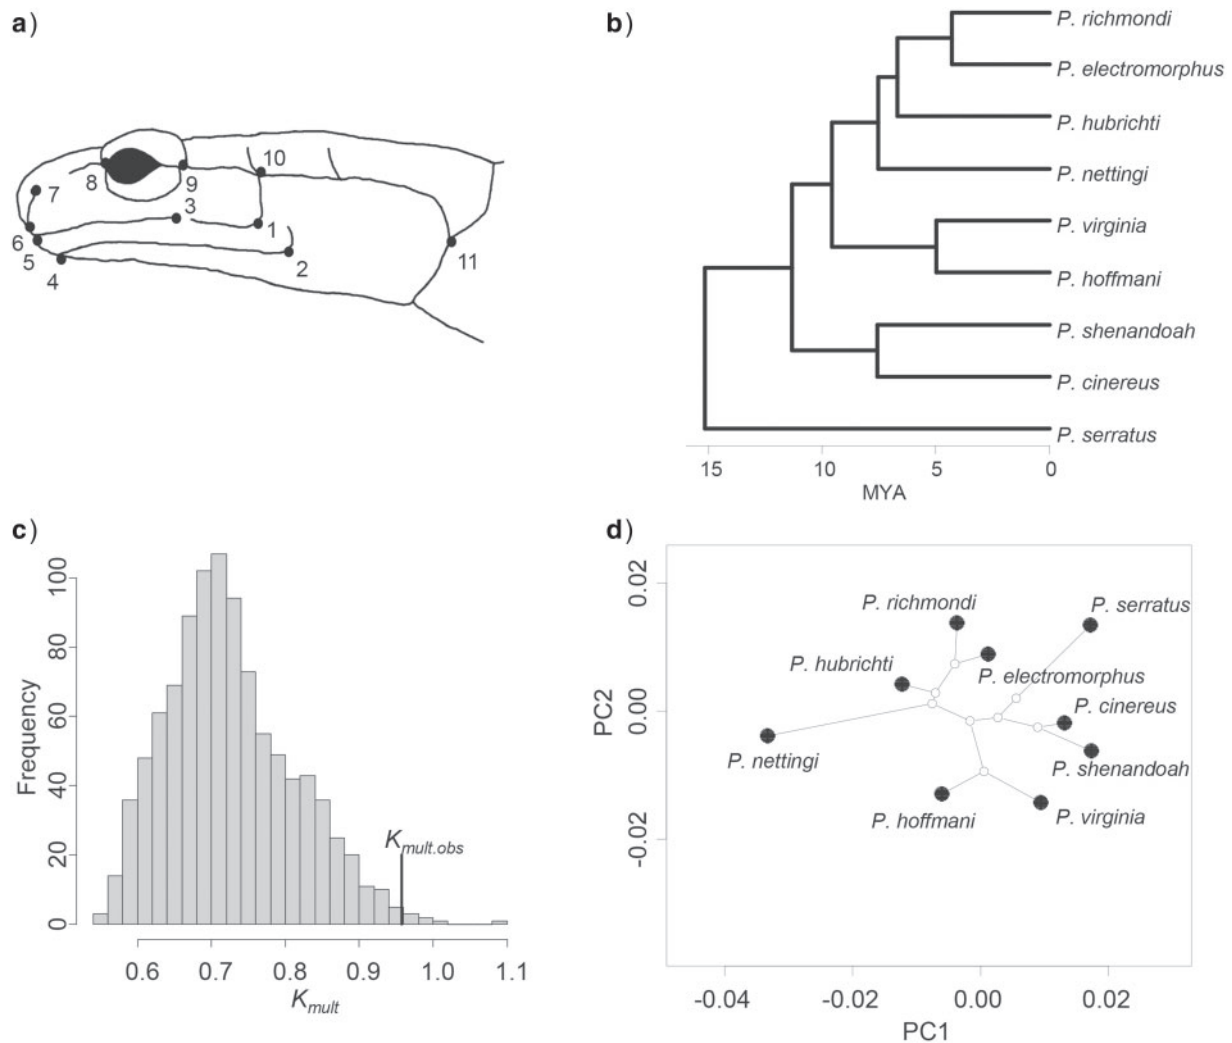 a)
7
8
9
10
3
1
6
5
4
2
11
b)
P. richmondi
P. electromorphus
P. hubrichti
P. nettingi
P. virginia
P. hoffmani
P. shenandoah
P. cinereus
P. serratus
15 10 5 0
MYA
c)
Frequency
100
80
60
40
20
0
K mult.obs
0.6 0.7 0.8 0.9 1.0 1.1
K mult
d)
PC2
0.02
0.00
-0.02
P. richmondi
P. serratus
P. hubrichti
P. electromorphus
P. cinereus
P. nettingi
P. shenandoah
P. hoffmani
P. virginia
-0.04 -0.02 0.00 0.02
PC1